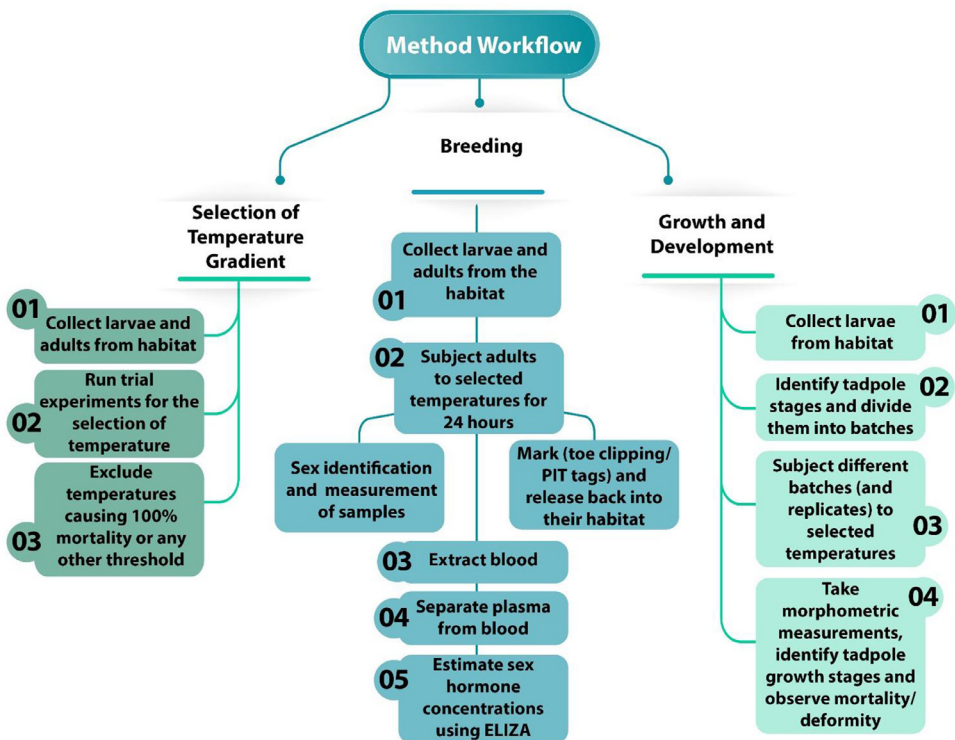 Method Workflow
Selection of
Temperature
Gradient
01
Collect larvae and
adults from habitat
02
Run trial
experiments for the
selection of
temperature
03
Exclude
temperatures
causing 100%
mortality or any
other threshold
Breeding
01
Collect larvae and
adults from the
habitat
02
Subject adults
to selected
temperatures for
24 hours
Sex identification
and measurement
of samples
Mark (toe clipping/
PIT tags) and
release back into
their habitat
03
Extract blood
04
Separate plasma
from blood
05
Estimate sex
hormone
concentrations
using ELIZA
Growth and
Development
01
Collect larvae
from habitat
02
Identify tadpole
stages and divide
them into batches
03
Subject different
batches (and
replicates) to
selected
temperatures
04
Take
morphometric
measurements,
identify tadpole
growth stages and
observe mortality/
deformity